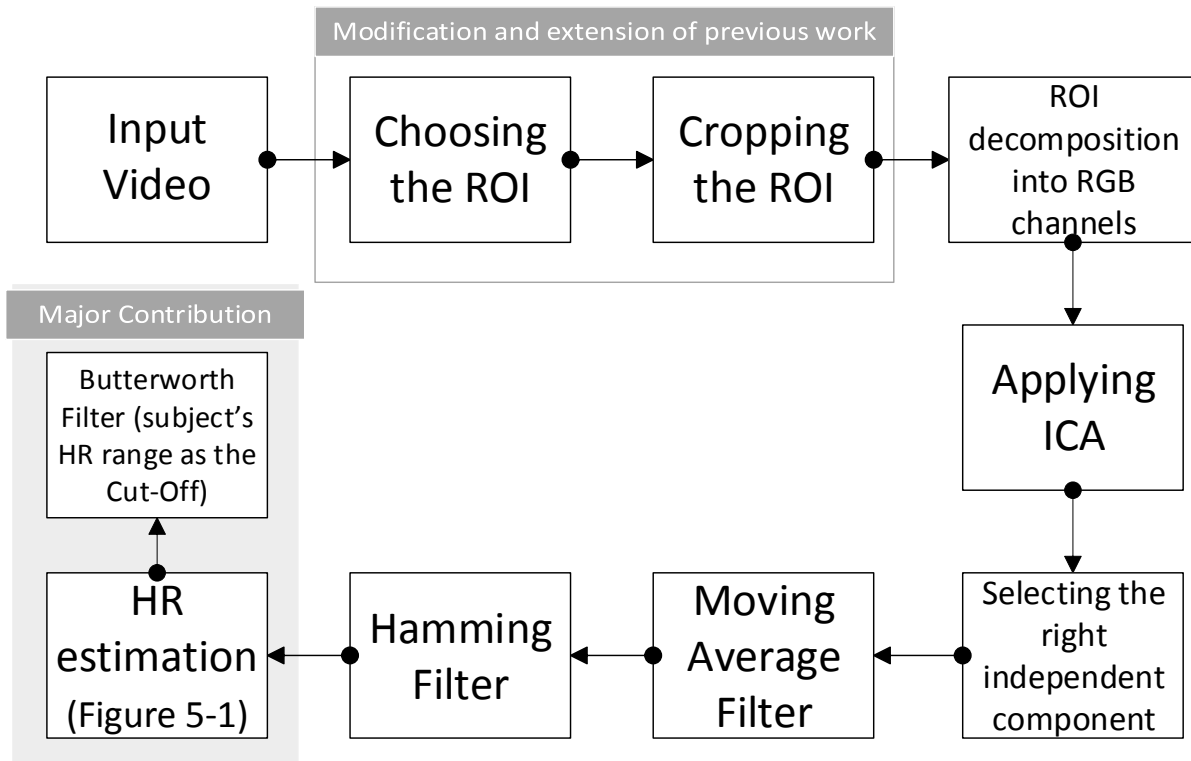 Modification and extension of previous work
Input
Video
Choosing
the ROI
Cropping
the ROI
ROI
decomposition
into RGB
channels
Applying
ICA
Selecting the
right
independent
component
Moving
Average
Filter
Hamming
Filter
HR
estimation
(Figure 5-1)
Major Contribution
Butterworth
Filter (subject's
HR range as the
Cut-Off)